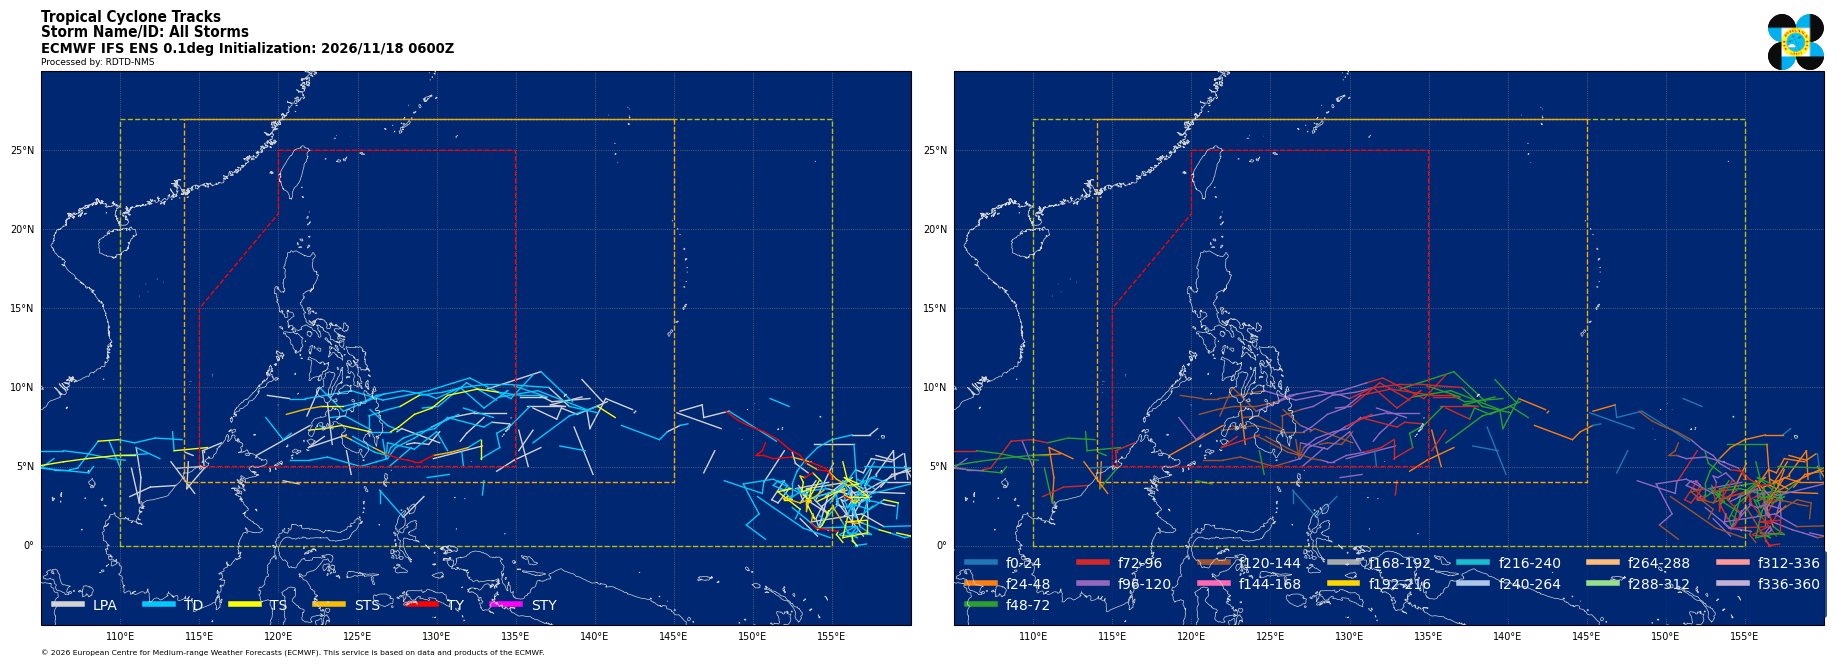 Tropical Cyclone Tracks
Storm Name/ID: All Storms
ECMWF IFS ENS 0.1deg Initialization: 2026/11/18 0600Z
Processed by: RDTD-NMS
25°N 25°N
20°N 20°N
15°N 15°N
10°N 10°N
5°N 5°N
0° 0°
LPA TD TS STS TY STY
f0-24 f72-96 f120-144 f168-192 f216-240 f264-288 f312-336
f24-48 f96-120 f144-168 f192-216 f240-264 f288-312 f336-360
f48-72
110°E 115°E 120°E 125°E 130°E 135°E 140°E 145°E 150°E 155°E 110°E 115°E 120°E 125°E 130°E 135°E 140°E 145°E 150°E 155°E
© 2026 European Centre for Medium-range Weather Forecasts (ECMWF). This service is based on data and products of the ECMWF.